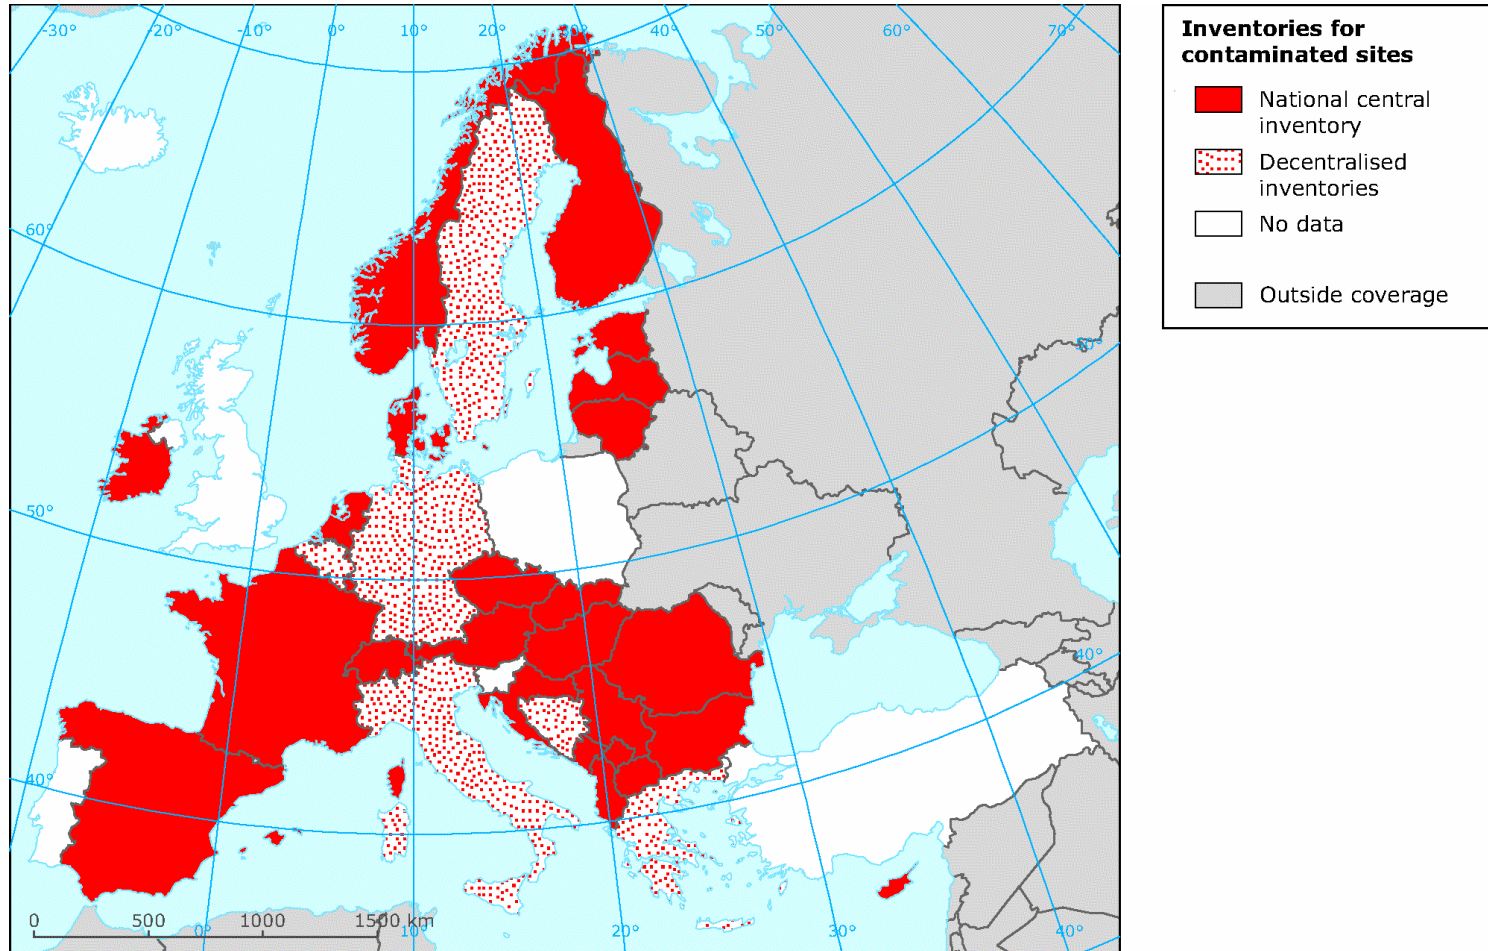 -30° -20° -10° 0° 10° 20° 30° 40° 50° 60° 70°
60°
50°
50°
40°
40°
0 500 1000 1500 km
0° 10° 20° 30° 40°
Inventories for
contaminated sites
National central
inventory
Decentralised
inventories
No data
Outside coverage